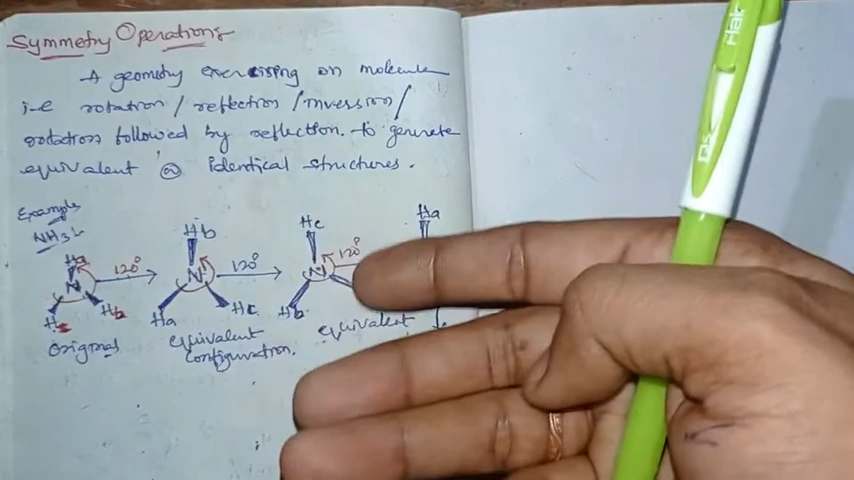 Symmetry Operations
A geometry exercising on molecule
i-e rotation / reflection / inversion /
rotation followed by reflection. to generate
equivalent @ identical structures.
Example
NH3
Ha Hb Hc Ha
N 120° N 120° N 120°
Hc Hb Ha Hc Hb
original equivalent configuration. equivalent
Flair